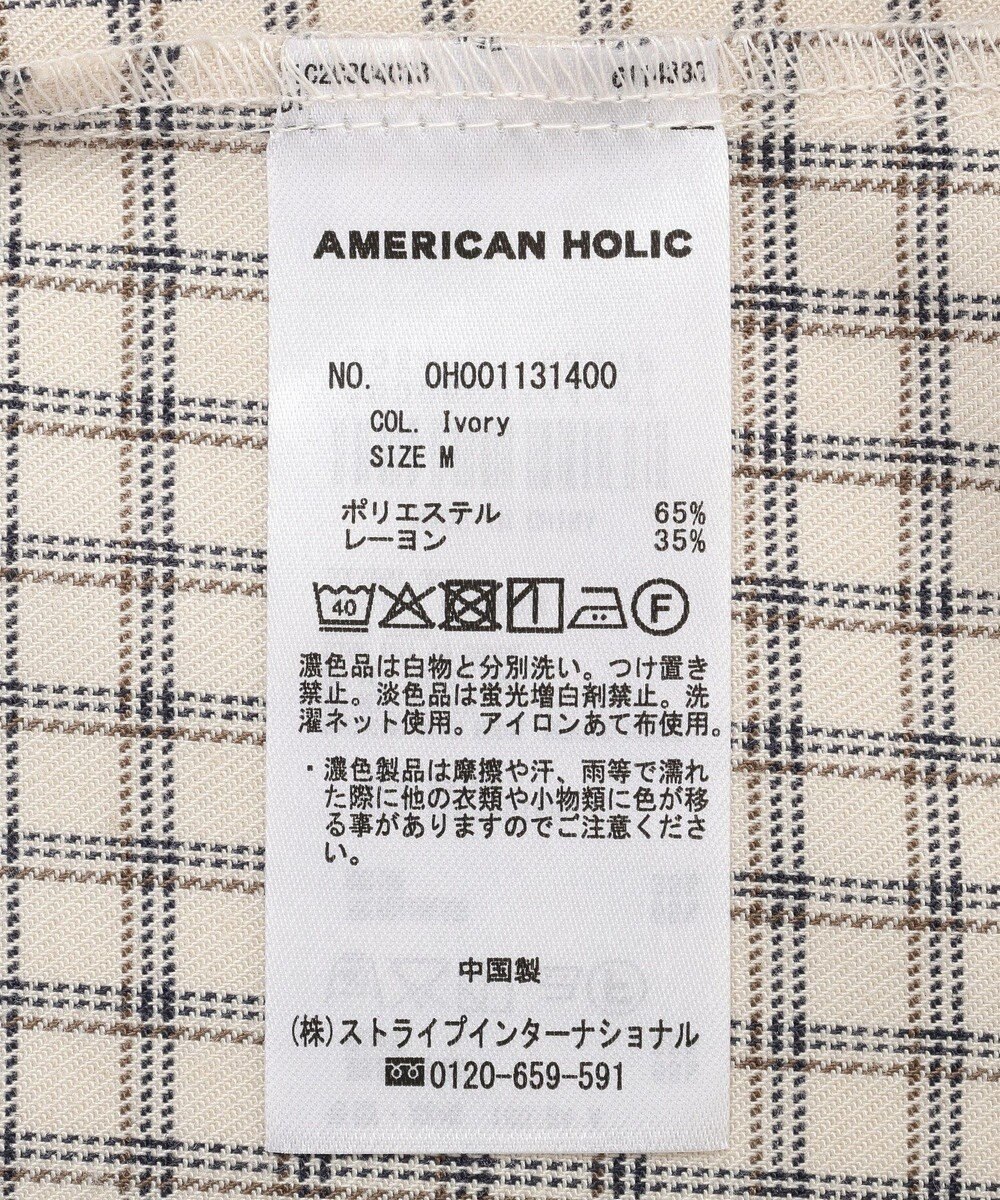 AMERICAN HOLIC
NO. 0H001131400
COL. Ivory
SIZE M
ポリエステル 65%
レーヨン 35%
40 F
濃色品は白物と分別洗い。つけ置き
禁止。淡色品は蛍光増白剤禁止。洗
濯ネット使用。アイロンあて布使用。
・濃色製品は摩擦や汗、雨等で濡れ
た際に他の衣類や小物類に色が移
る事がありますのでご注意くださ
い。
中国製
(株)ストライプインターナショナル
0120-659-591